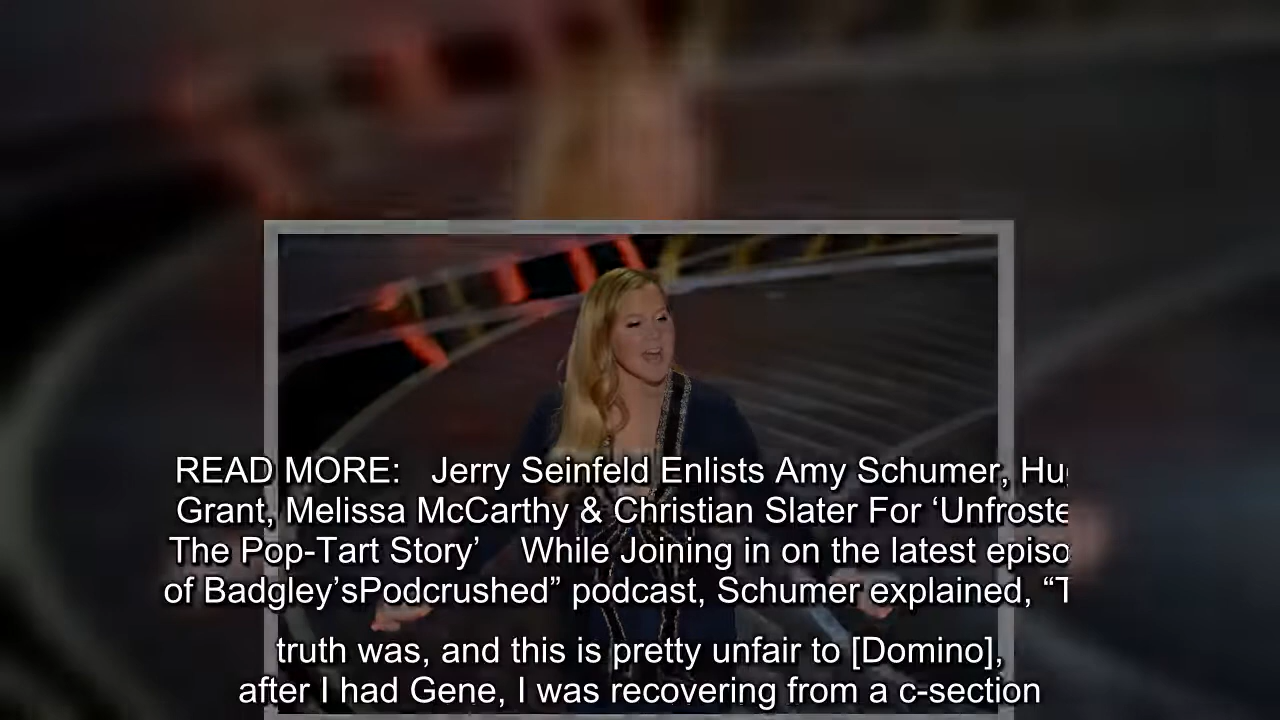 READ MORE: Jerry Seinfeld Enlists Amy Schumer,
Grant, Melissa McCarthy & Christian Slater For ‘Unfroste
The Pop-Tart Story’ While Joining in on the latest episo
of Badgley’sPodcrushed” podcast, Schumer explained, “T
truth was, and this is pretty unfair to [Domino],
after I had Gene, I was recovering from a c-section